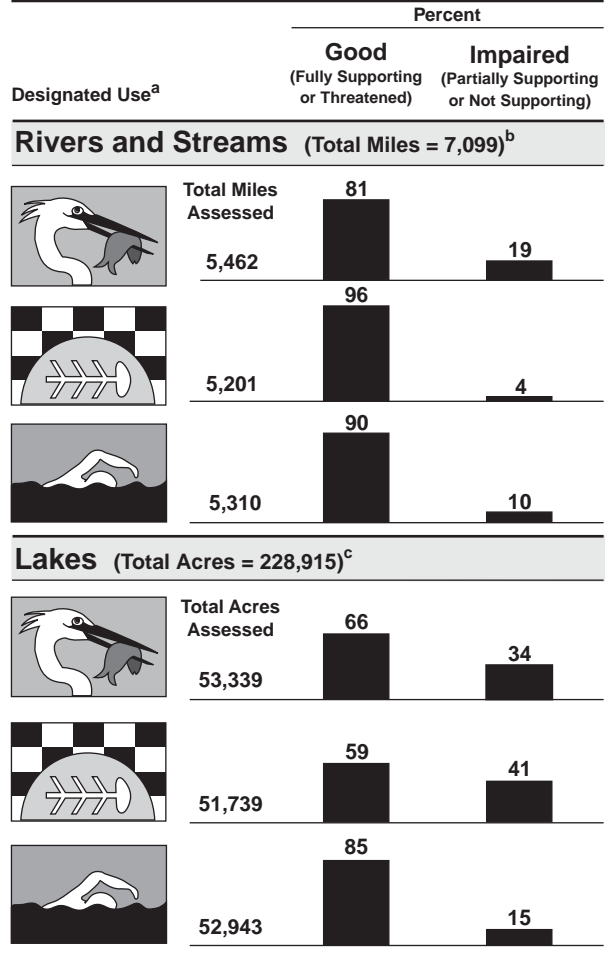 Percent
Good
Impaired
(Fully Supporting
or Threatened)
(Partially Supporting
or Not Supporting)
Designated Useᵃ
Rivers and Streams (Total Miles = 7,099)ᵇ
Total Miles
Assessed
81
19
5,462
96
4
5,201
90
10
5,310
Lakes (Total Acres = 228,915)ᶜ
Total Acres
Assessed
66
34
53,339
59
41
51,739
85
15
52,943